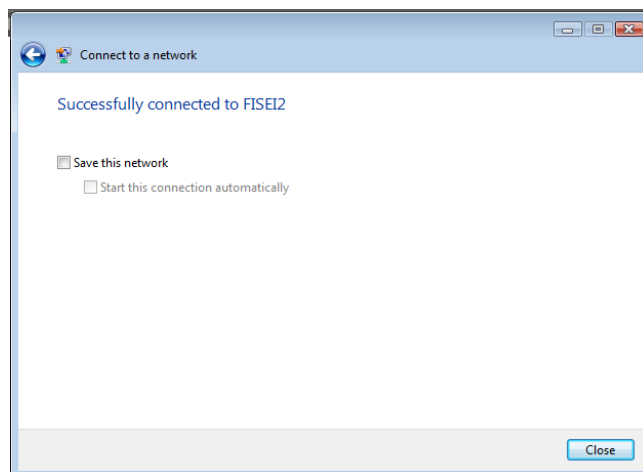 Connect to a network
Successfully connected to FISEI2
Save this network
Start this connection automatically
Close